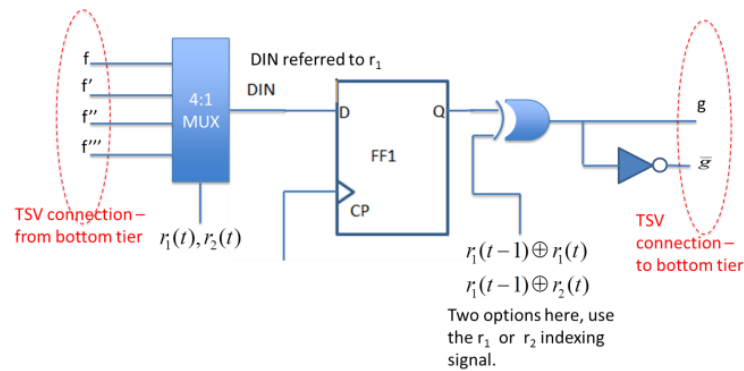 f
f'
f''
f'''
4:1
MUX
DIN referred to r₁
DIN
D
Q
FF1
CP
g
g̅
TSV connection –
from bottom tier
r₁(t), r₂(t)
r₁(t−1)⊕r₁(t)
r₁(t−1)⊕r₂(t)
Two options here, use
the r₁ or r₂ indexing
signal.
TSV
connection –
to bottom tier